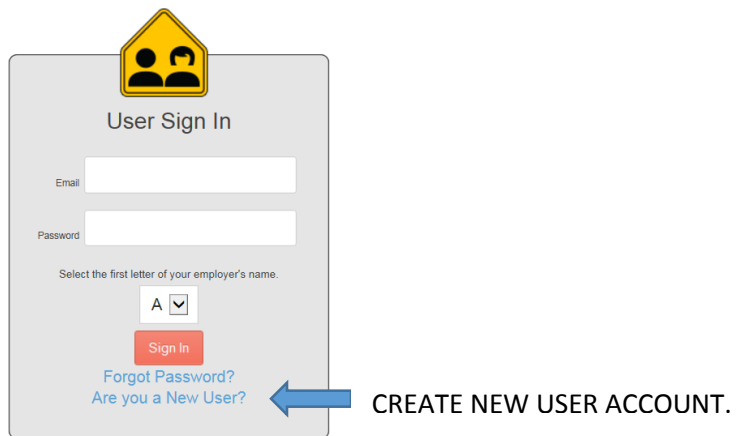 User Sign In
Email
Password
Select the first letter of your employer's name.
A
Sign In
Forgot Password?
Are you a New User?
CREATE NEW USER ACCOUNT.